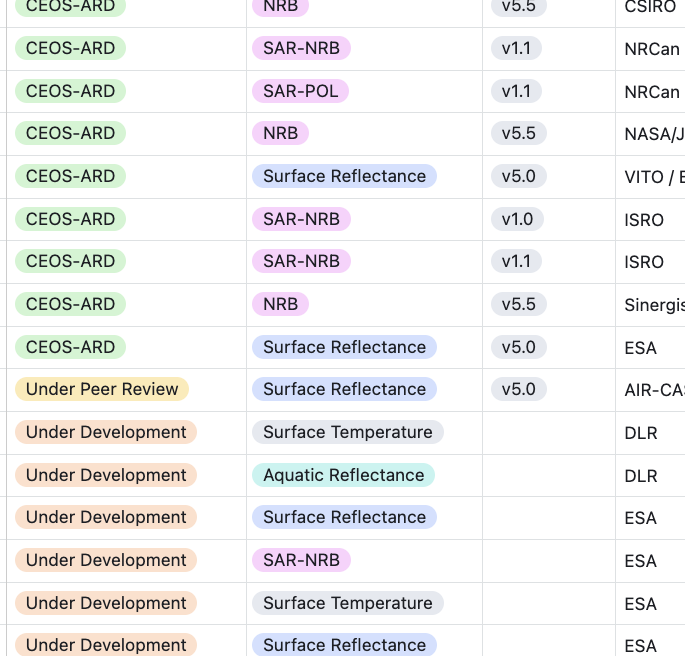 CEOS-ARD NRB v5.5 CSIRO
CEOS-ARD SAR-NRB v1.1 NRCan
CEOS-ARD SAR-POL v1.1 NRCan
CEOS-ARD NRB v5.5 NASA/J
CEOS-ARD Surface Reflectance v5.0 VITO / E
CEOS-ARD SAR-NRB v1.0 ISRO
CEOS-ARD SAR-NRB v1.1 ISRO
CEOS-ARD NRB v5.5 Sinergis
CEOS-ARD Surface Reflectance v5.0 ESA
Under Peer Review Surface Reflectance v5.0 AIR-CAS
Under Development Surface Temperature DLR
Under Development Aquatic Reflectance DLR
Under Development Surface Reflectance ESA
Under Development SAR-NRB ESA
Under Development Surface Temperature ESA
Under Development Surface Reflectance ESA